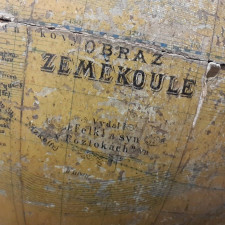 OBRAZ
ZEMĚKOULE
Vydal
J. Felkl a syn
v Roztokách